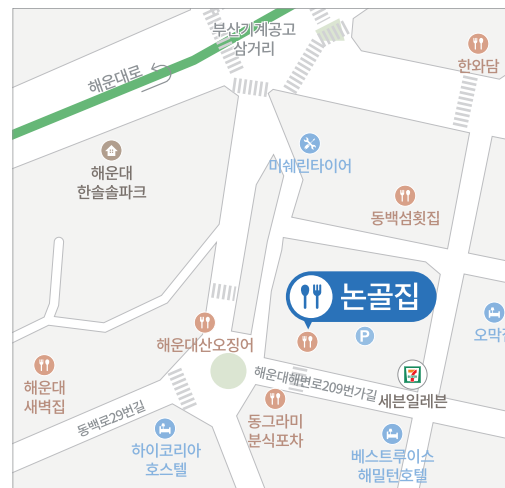 부산기계공고
삼거리
한와담
해운대로
해운대
한솔솔파크
미쉐린타이어
동백섬횟집
논골집
P
해운대산오징어
해운대
새벽집
해운대해변로209번가길
7
세븐일레븐
동백로29번길
동그라미
분식포차
하이코리아
호스텔
베스트루이스
해밀턴호텔